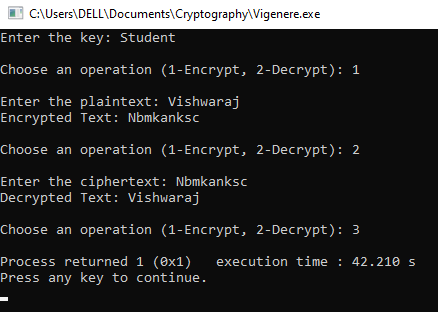 C:\Users\DELL\Documents\Cryptography\Vigenere.exe
Enter the key: Student
Choose an operation (1-Encrypt, 2-Decrypt): 1
Enter the plaintext: Vishwaraj
Encrypted Text: Nbmkanksc
Choose an operation (1-Encrypt, 2-Decrypt): 2
Enter the ciphertext: Nbmkanksc
Decrypted Text: Vishwaraj
Choose an operation (1-Encrypt, 2-Decrypt): 3
Process returned 1 (0x1)   execution time : 42.210 s
Press any key to continue.